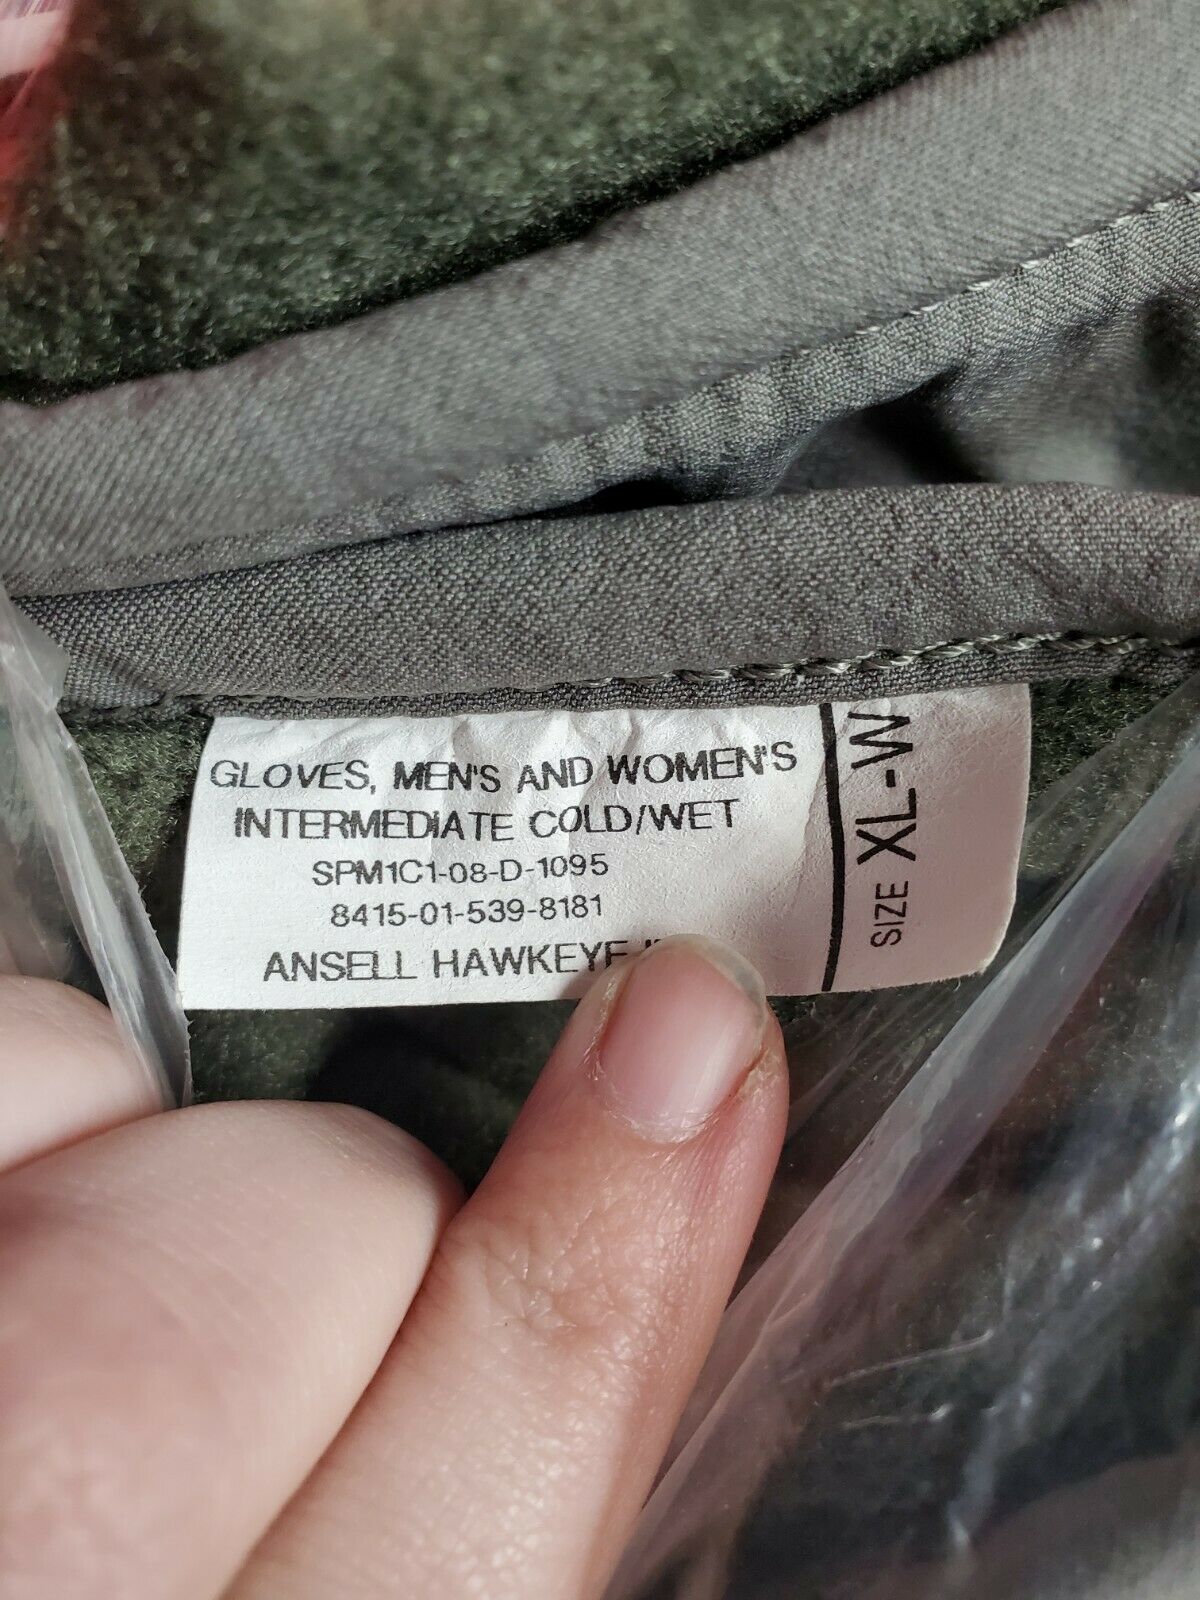 GLOVES, MEN'S AND WOMEN'S
INTERMEDIATE COLD/WET
SPM1C1-08-D-1095
8415-01-539-8181
ANSELL HAWKEYE
SIZE XL-W